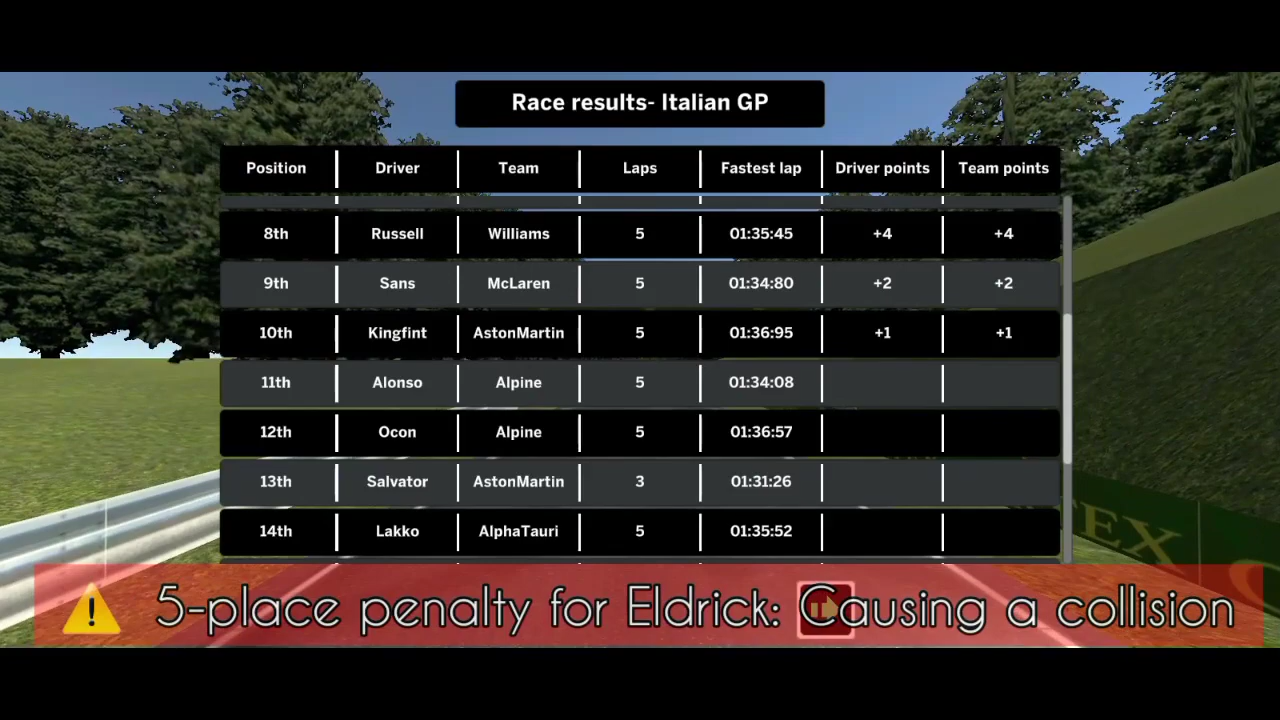 Race results- Italian GP
Position Driver Team Laps Fastest lap Driver points Team points
8th Russell Williams 5 01:35:45 +4 +4
9th Sans McLaren 5 01:34:80 +2 +2
10th Kingfint AstonMartin 5 01:36:95 +1 +1
11th Alonso Alpine 5 01:34:08
12th Ocon Alpine 5 01:36:57
13th Salvator AstonMartin 3 01:31:26
14th Lakko AlphaTauri 5 01:35:52
EX
5-place penalty for Eldrick: Causing a collision